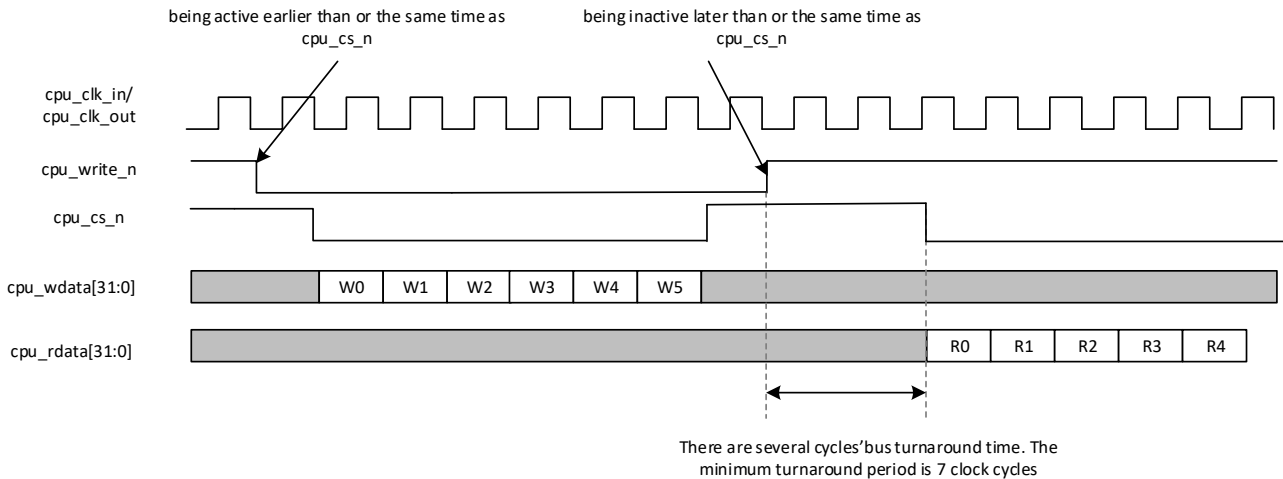 being active earlier than or the same time as
cpu_cs_n
being inactive later than or the same time as
cpu_cs_n
cpu_clk_in/
cpu_clk_out
cpu_write_n
cpu_cs_n
cpu_wdata[31:0]
W0 W1 W2 W3 W4 W5
cpu_rdata[31:0]
R0 R1 R2 R3 R4
There are several cycles'bus turnaround time. The
minimum turnaround period is 7 clock cycles